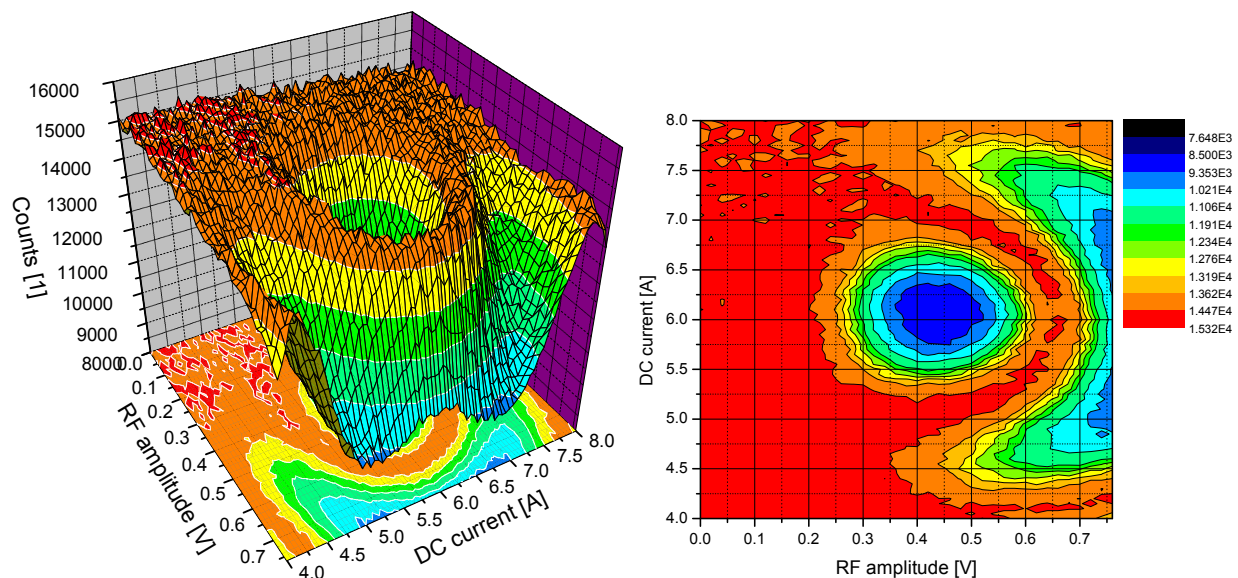 16000
15000
14000
13000
12000
11000
10000
9000
8000
Counts [1]
0.0
0.1
0.2
0.3
0.4
0.5
0.6
0.7
RF amplitude [V]
4.0
4.5
5.0
5.5
6.0
6.5
7.0
7.5
8.0
DC current [A]
8.0
7.5
7.0
6.5
6.0
5.5
5.0
4.5
4.0
DC current [A]
0.0 0.1 0.2 0.3 0.4 0.5 0.6 0.7
RF amplitude [V]
7.648E3
8.500E3
9.353E3
1.021E4
1.106E4
1.191E4
1.234E4
1.276E4
1.319E4
1.362E4
1.447E4
1.532E4